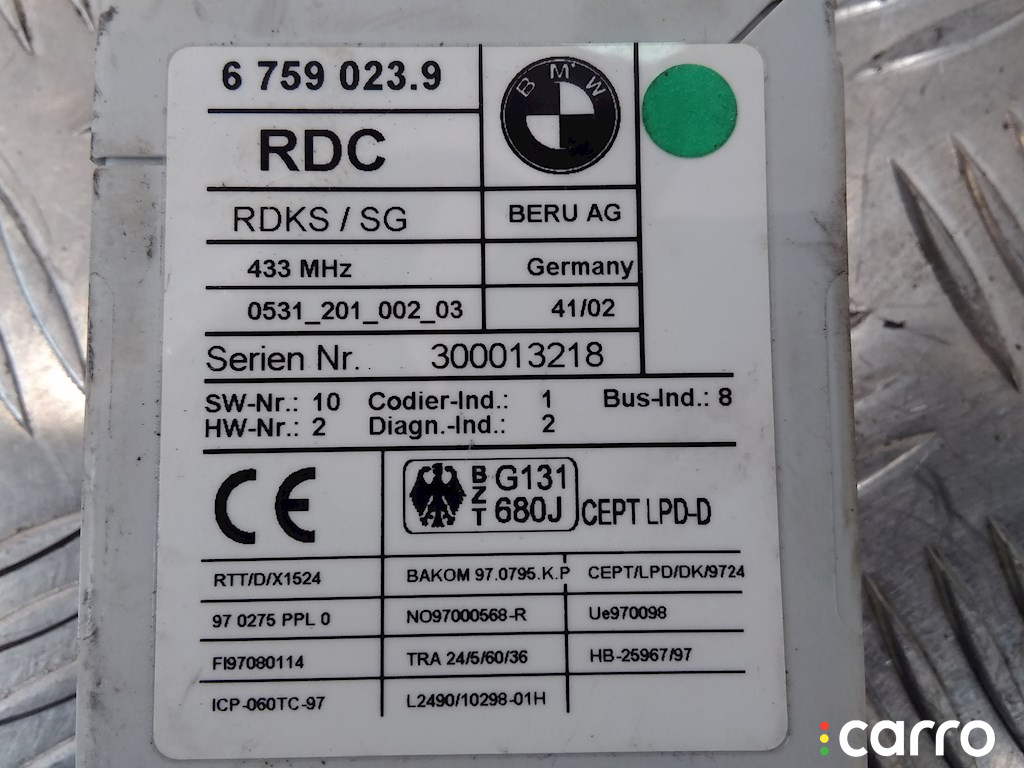 6 759 023.9
BMW
RDC
RDKS / SG
BERU AG
433 MHz
Germany
0531_201_002_03
41/02
Serien Nr. 300013218
SW-Nr.: 10 Codier-Ind.: 1 Bus-Ind.: 8
HW-Nr.: 2 Diagn.-Ind.: 2
CE
BZT G131 680J
CEPT LPD-D
RTT/D/X1524 BAKOM 97.0795.K.P CEPT/LPD/DK/9724
97 0275 PPL 0 NO97000568-R Ue970098
FI97080114 TRA 24/5/60/36 HB-25967/97
ICP-060TC-97 L2490/10298-01H
carro